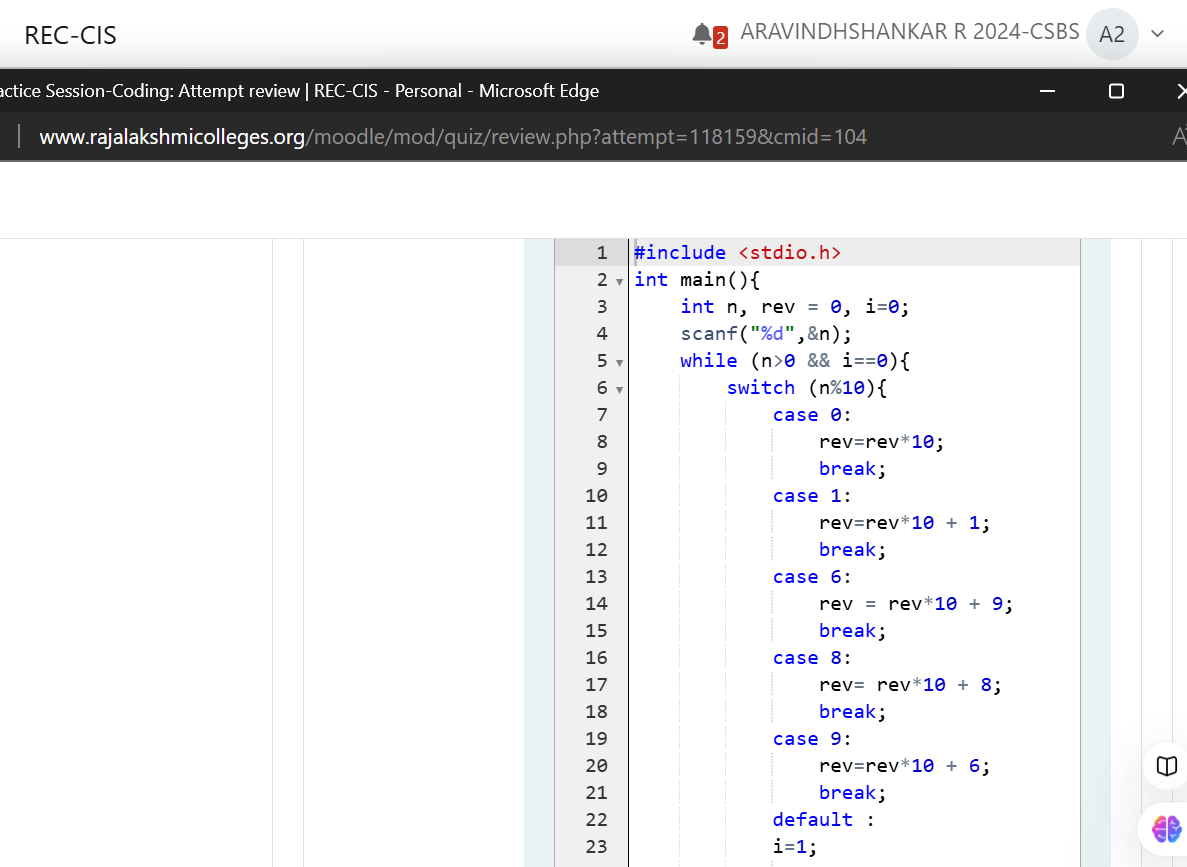 REC-CIS
2 ARAVINDHSHANKAR R 2024-CSBS A2
actice Session-Coding: Attempt review | REC-CIS - Personal - Microsoft Edge
www.rajalakshmicolleges.org/moodle/mod/quiz/review.php?attempt=118159&cmid=104
1 #include <stdio.h>
2 int main(){
3 int n, rev = 0, i=0;
4 scanf("%d",&n);
5 while (n>0 && i==0){
6 switch (n%10){
7 case 0:
8 rev=rev*10;
9 break;
10 case 1:
11 rev=rev*10 + 1;
12 break;
13 case 6:
14 rev = rev*10 + 9;
15 break;
16 case 8:
17 rev= rev*10 + 8;
18 break;
19 case 9:
20 rev=rev*10 + 6;
21 break;
22 default :
23 i=1;